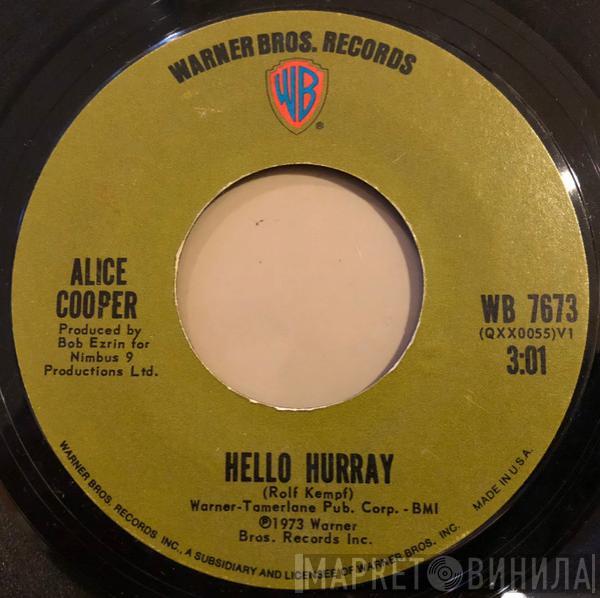 WARNER BROS. RECORDS
WB
®
ALICE
COOPER
Produced by
Bob Ezrin for
Nimbus 9
Productions Ltd.
WB 7673
(QXX0055)V1
3:01
HELLO HURRAY
(Rolf Kempf)
Warner-Tamerlane Pub. Corp. - BMI
℗1973 Warner
Bros. Records Inc.
WARNER BROS. RECORDS INC., A SUBSIDIARY AND LICENSEE OF WARNER BROS. INC.
MADE IN U.S.A.
МАРКЕТ ВИНИЛА